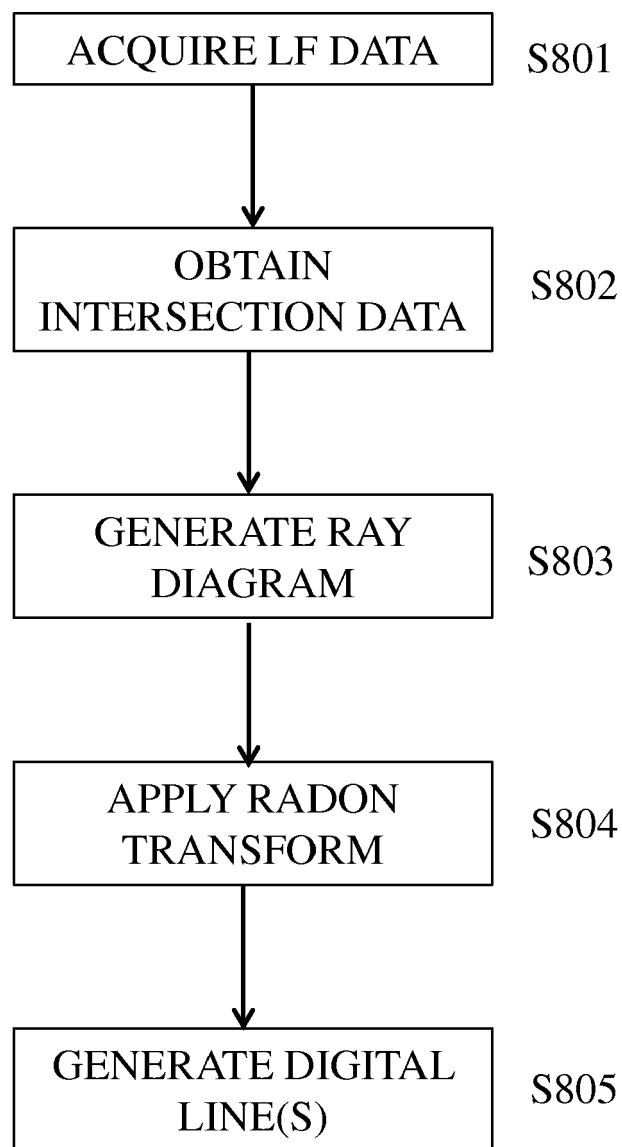 ACQUIRE LF DATA S801
OBTAIN
INTERSECTION DATA
S802
GENERATE RAY
DIAGRAM
S803
APPLY RADON
TRANSFORM
S804
GENERATE DIGITAL
LINE(S)
S805